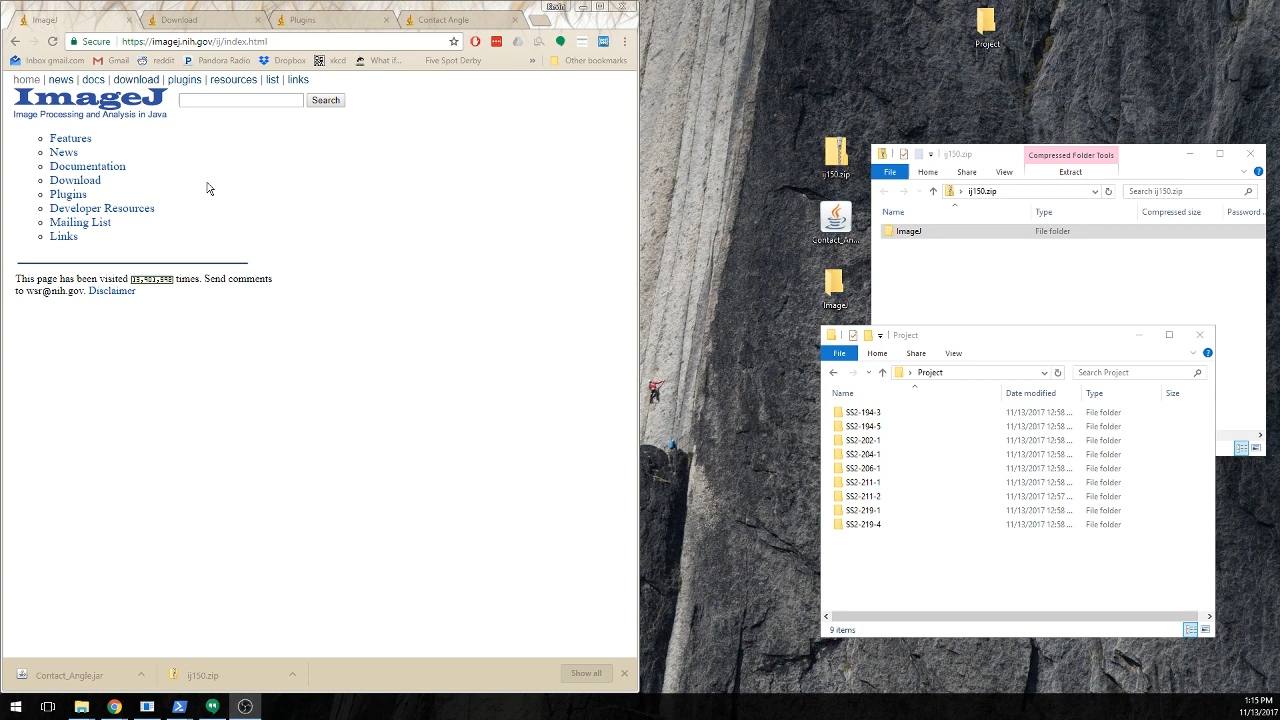 ImageJ
Download
Plugins
Contact Angle
Kevin
Secure
https://imagej.nih.gov/ij/index.html
Inbox gmail.com
Gmail
reddit
Pandora Radio
Dropbox
xkcd
What if...
Five Spot Derby
»
Other bookmarks
home | news | docs | download | plugins | resources | list | links
ImageJ
Search
Image Processing and Analysis in Java
Features
News
Documentation
Download
Plugins
Developer Resources
Mailing List
Links
This page has been visited times. Send comments
to wsr@nih.gov. Disclaimer
Contact_Angle.jar
ij150.zip
Show all
Project
ij150.zip
Contact_An...
ImageJ
ij150.zip
Compressed Folder Tools
File
Home
Share
View
Extract
ij150.zip
Search ij150.zip
Name
Type
Compressed size
Password ...
ImageJ
File folder
Project
File
Home
Share
View
Project
Search Project
Name
Date modified
Type
Size
SS2-194-3 11/13/2017 12:58 ... File folder
SS2-194-5 11/13/2017 12:58 ... File folder
SS2-202-1 11/13/2017 12:58 ... File folder
SS2-204-1 11/13/2017 12:58 ... File folder
SS2-206-1 11/13/2017 12:58 ... File folder
SS2-211-1 11/13/2017 12:58 ... File folder
SS2-211-2 11/13/2017 12:57 ... File folder
SS2-219-1 11/13/2017 12:58 ... File folder
SS2-219-4 11/13/2017 12:58 ... File folder
9 items
1:15 PM
11/13/2017